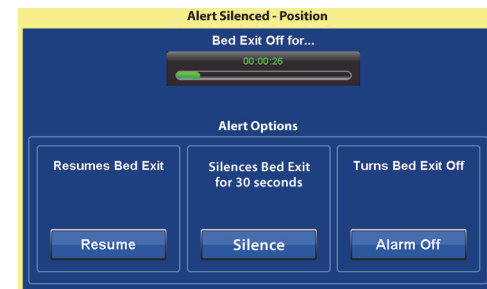 Alert Silenced - Position
Bed Exit Off for...
00:00:26
Alert Options
Resumes Bed Exit
Resume
Silences Bed Exit
for 30 seconds
Silence
Turns Bed Exit Off
Alarm Off